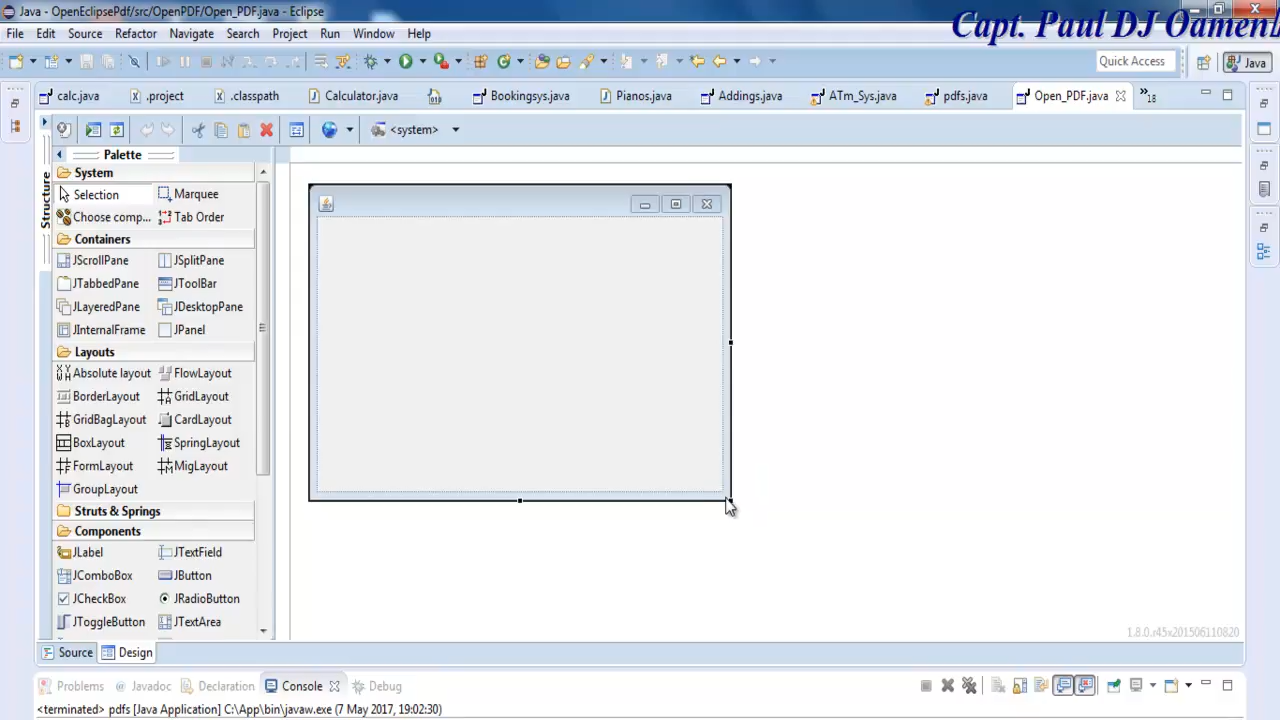 Java - OpenEclipsePdf/src/OpenPDF/Open_PDF.java - Eclipse
Capt. Paul DJ Oamen
File Edit Source Refactor Navigate Search Project Run Window Help
Quick Access Java
calc.java .project .classpath Calculator.java Bookingsys.java Pianos.java Addings.java ATm_Sys.java pdfs.java Open_PDF.java »18
<system>
Palette
Structure
System
Selection Marquee
Choose comp... Tab Order
Containers
JScrollPane JSplitPane
JTabbedPane JToolBar
JLayeredPane JDesktopPane
JInternalFrame JPanel
Layouts
Absolute layout FlowLayout
BorderLayout GridLayout
GridBagLayout CardLayout
BoxLayout SpringLayout
FormLayout MigLayout
GroupLayout
Struts & Springs
Components
JLabel JTextField
JComboBox JButton
JCheckBox JRadioButton
JToggleButton JTextArea
1.8.0.r45x201506110820
Source Design
Problems Javadoc Declaration Console Debug
<terminated> pdfs [Java Application] C:\App\bin\javaw.exe (7 May 2017, 19:02:30)